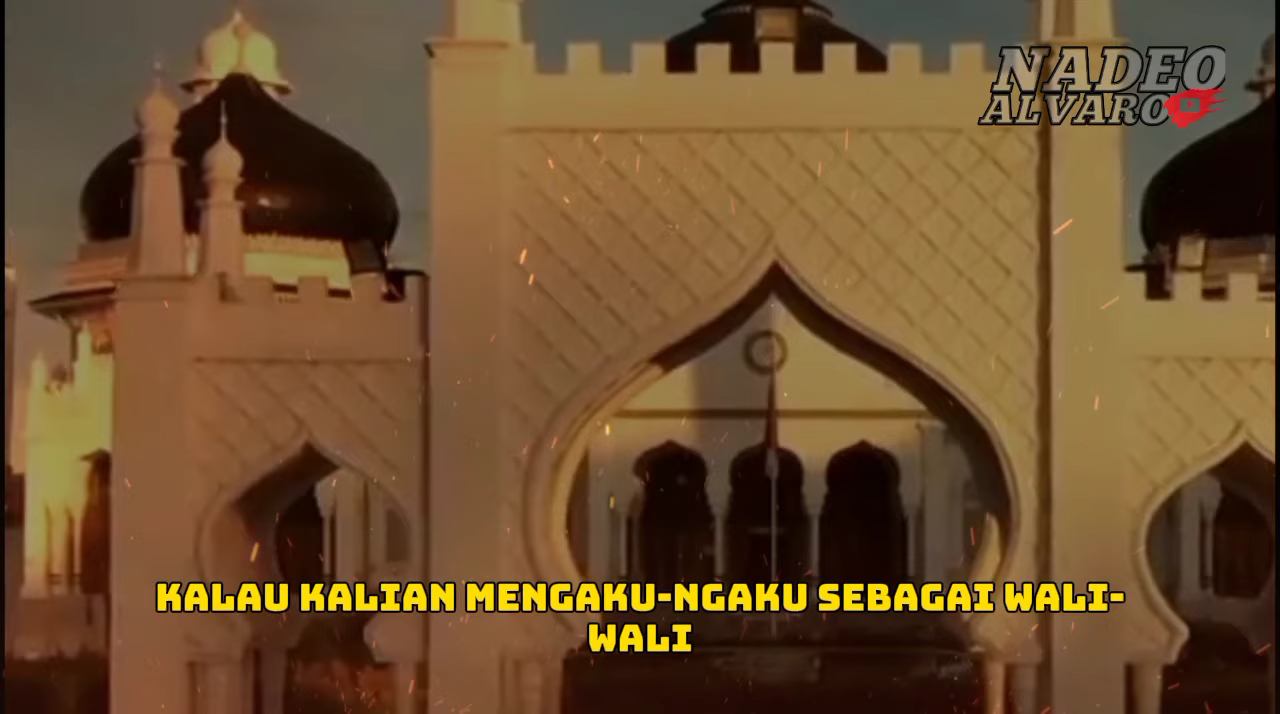 NADEO
ALVARO
KALAU KALIAN MENGAKU-NGAKU SEBAGAI WALI-
WALI